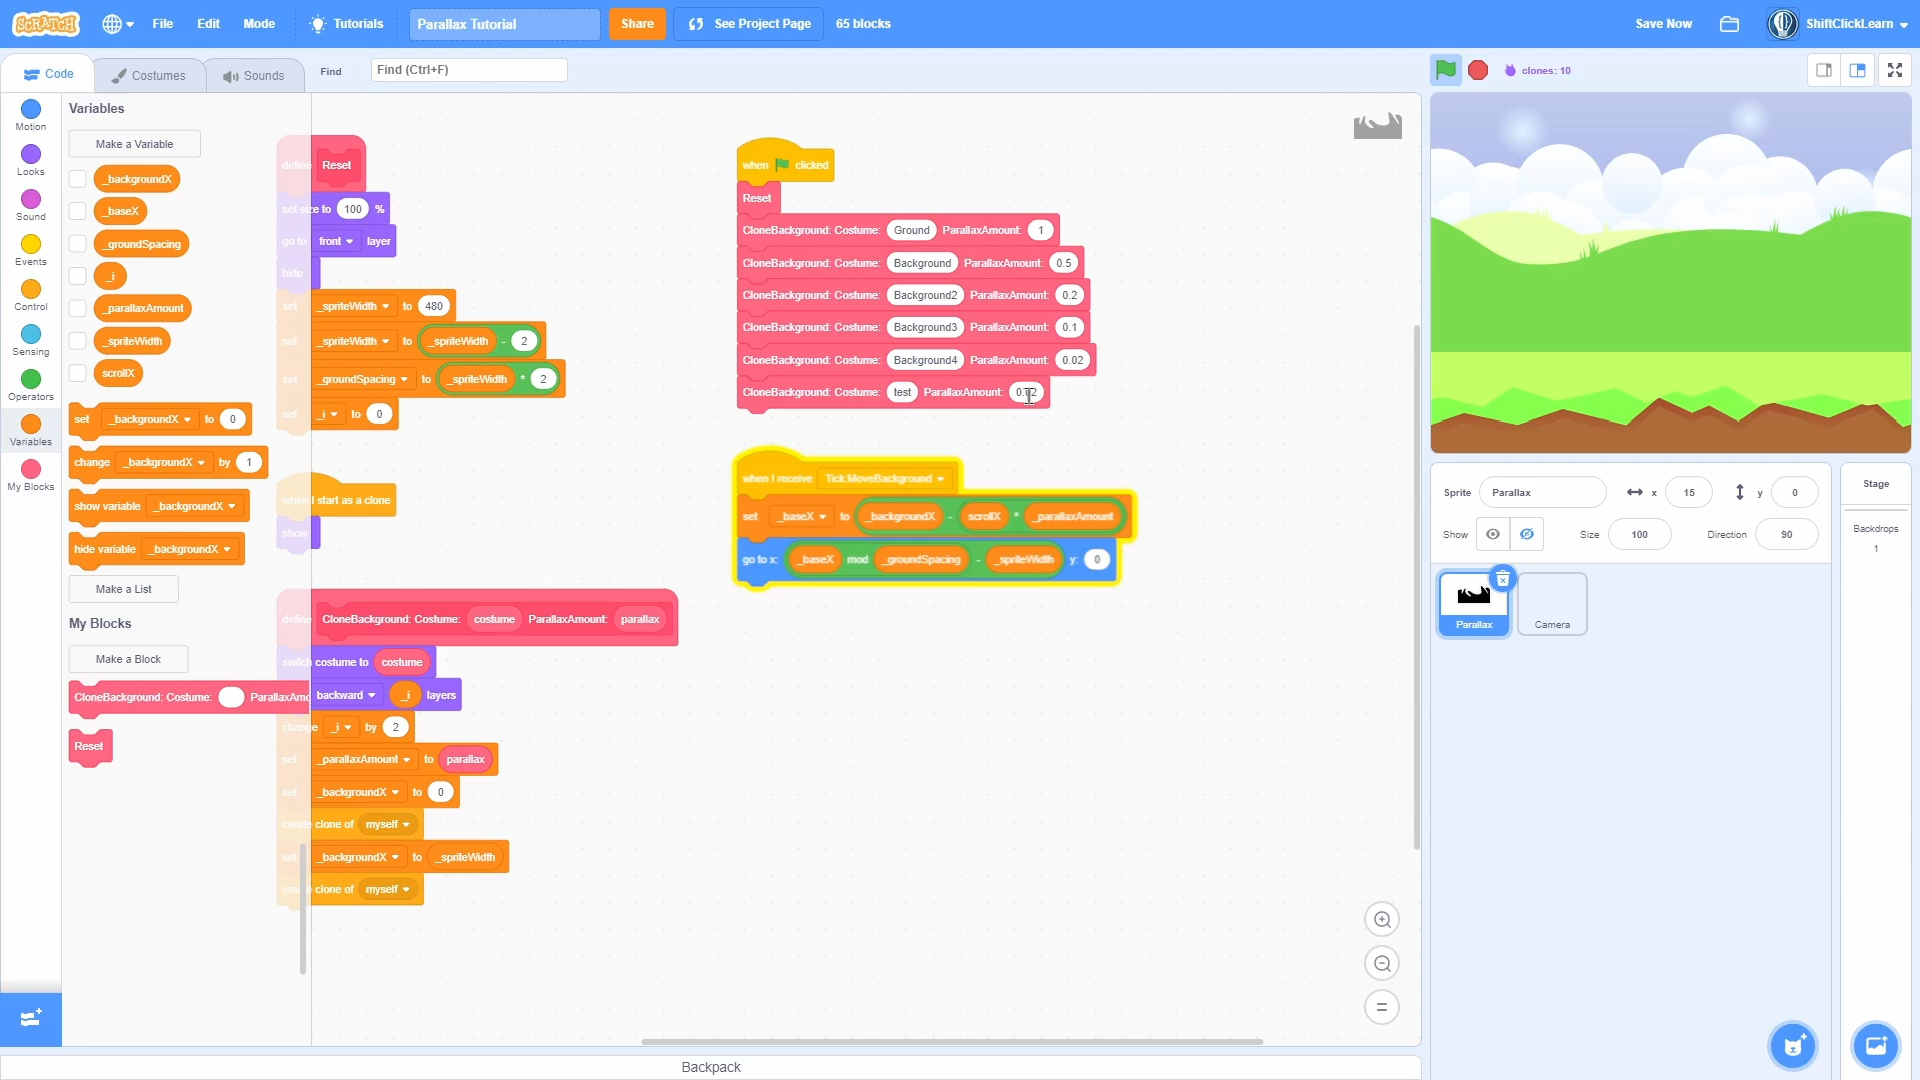 SCRATCH File Edit Mode Tutorials Parallax Tutorial Share See Project Page 65 blocks Save Now ShiftClickLearn
Code Costumes Sounds Find Find (Ctrl+F) clones: 10
Motion
Looks
Sound
Events
Control
Sensing
Operators
Variables
My Blocks
Variables
Make a Variable
_backgroundX
_baseX
_groundSpacing
_i
_parallaxAmount
_spriteWidth
scrollX
set _backgroundX to 0
change _backgroundX by 1
show variable _backgroundX
hide variable _backgroundX
Make a List
My Blocks
Make a Block
CloneBackground: Costume: ParallaxAmo
Reset
define Reset
set size to 100 %
go to front layer
hide
set _spriteWidth to 480
set _spriteWidth to _spriteWidth - 2
set _groundSpacing to _spriteWidth * 2
set _i to 0
when I start as a clone
show
define CloneBackground: Costume: costume ParallaxAmount: parallax
switch costume to costume
backward _i layers
change _i by 2
set _parallaxAmount to parallax
set _backgroundX to 0
create clone of myself
set _backgroundX to _spriteWidth
create clone of myself
when clicked
Reset
CloneBackground: Costume: Ground ParallaxAmount: 1
CloneBackground: Costume: Background ParallaxAmount: 0.5
CloneBackground: Costume: Background2 ParallaxAmount: 0.2
CloneBackground: Costume: Background3 ParallaxAmount: 0.1
CloneBackground: Costume: Background4 ParallaxAmount: 0.02
CloneBackground: Costume: test ParallaxAmount: 0.02
when I receive Tick:MoveBackground
set _baseX to _backgroundX - scrollX * _parallaxAmount
go to x: _baseX mod _groundSpacing - _spriteWidth y: 0
Sprite Parallax x 15 y 0
Show Size 100 Direction 90
Parallax
Camera
Stage
Backdrops
1
Backpack